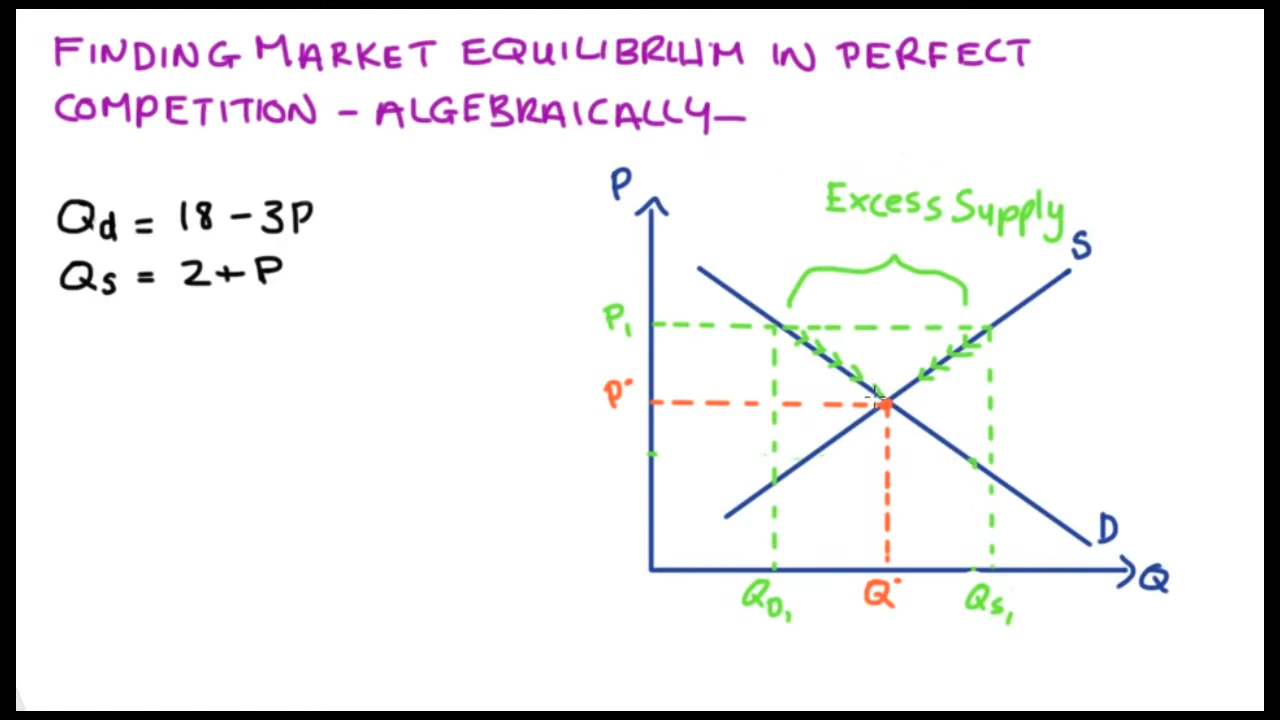 FINDING MARKET EQUILIBRIUM IN PERFECT
COMPETITION - ALGEBRAICALLY —
Qd = 18 - 3P
Qs = 2 + P
P
Excess Supply
S
P1
P*
D
Q
QD1
Q*
QS1